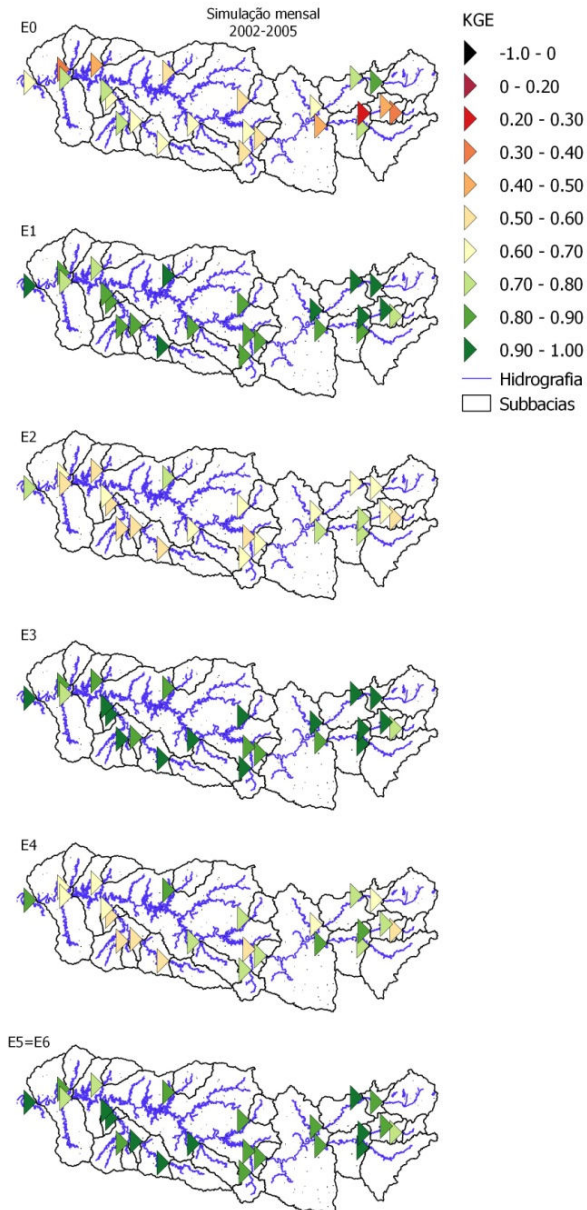 Simulação mensal
2002-2005
E0
E1
E2
E3
E4
E5=E6
KGE
-1.0 - 0
0 - 0.20
0.20 - 0.30
0.30 - 0.40
0.40 - 0.50
0.50 - 0.60
0.60 - 0.70
0.70 - 0.80
0.80 - 0.90
0.90 - 1.00
Hidrografia
Subbacias